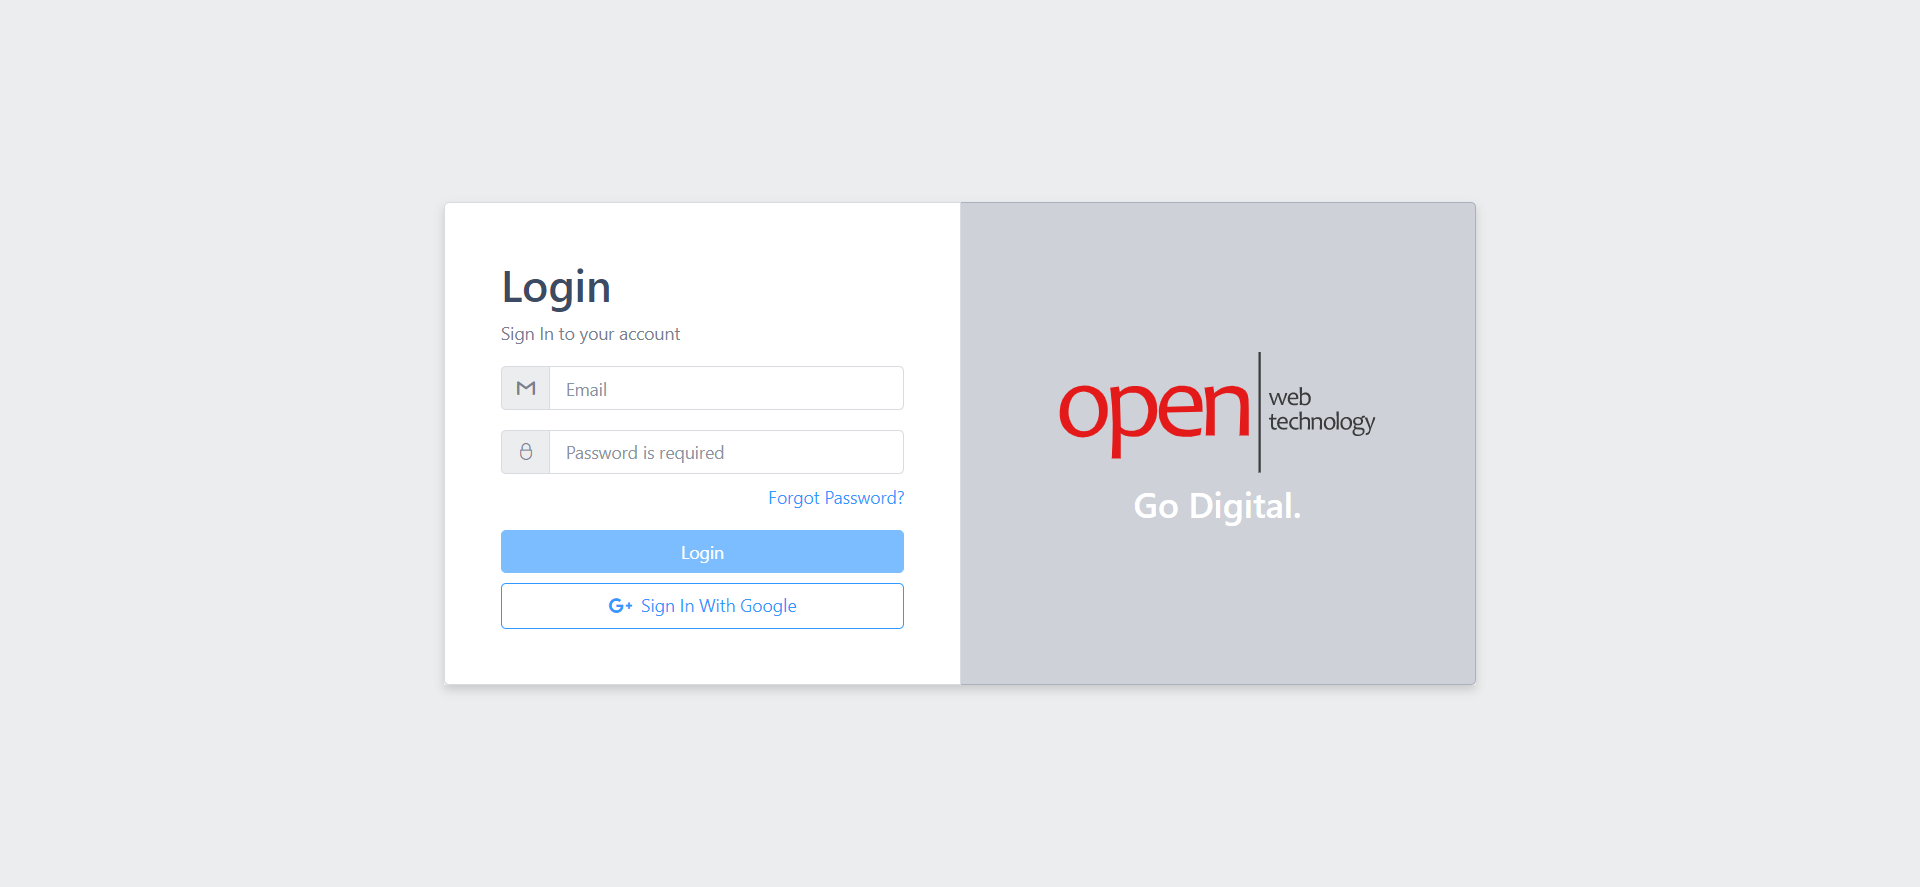 Login
Sign In to your account
Email
Password is required
Forgot Password?
Login
G+ Sign In With Google
open
web
technology
Go Digital.